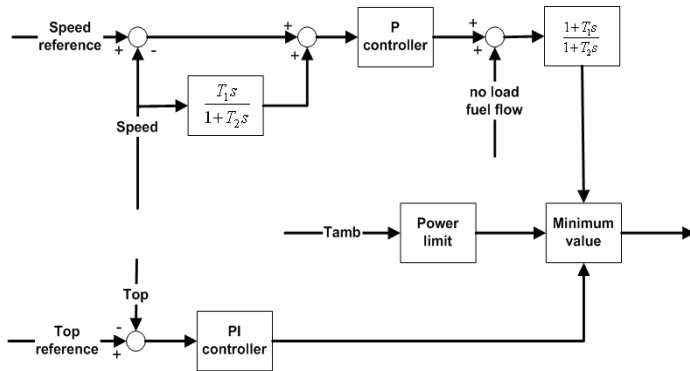 Speed
reference
+
-
Speed
T₁s
1+T₂s
+
+
P
controller
+
+
no load
fuel flow
1+T₁s
1+T₂s
Tamb
Power
limit
Minimum
value
Top
Top
reference
-
+
PI
controller